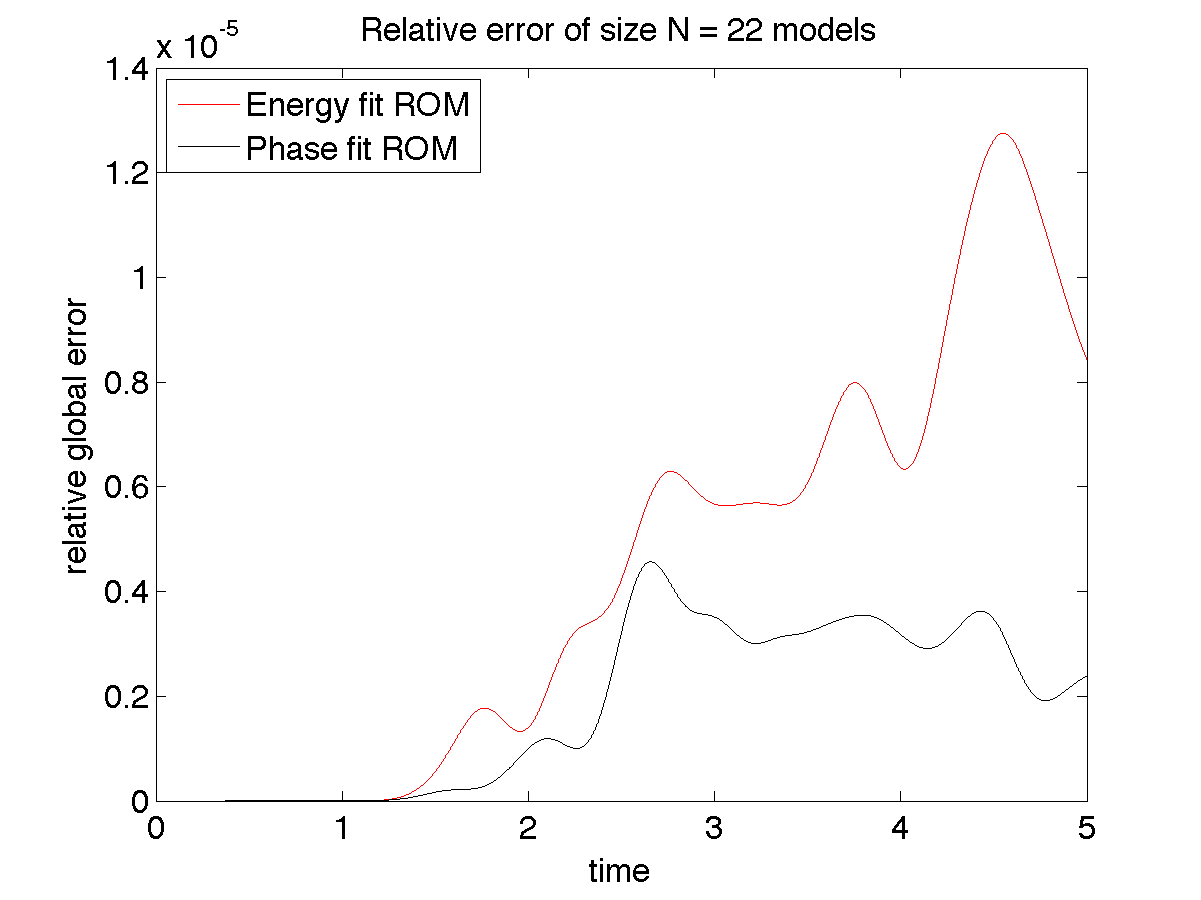 Relative error of size N = 22 models
x 10^-5
Energy fit ROM
Phase fit ROM
1.4
1.2
1
0.8
0.6
0.4
0.2
0
relative global error
0 1 2 3 4 5
time